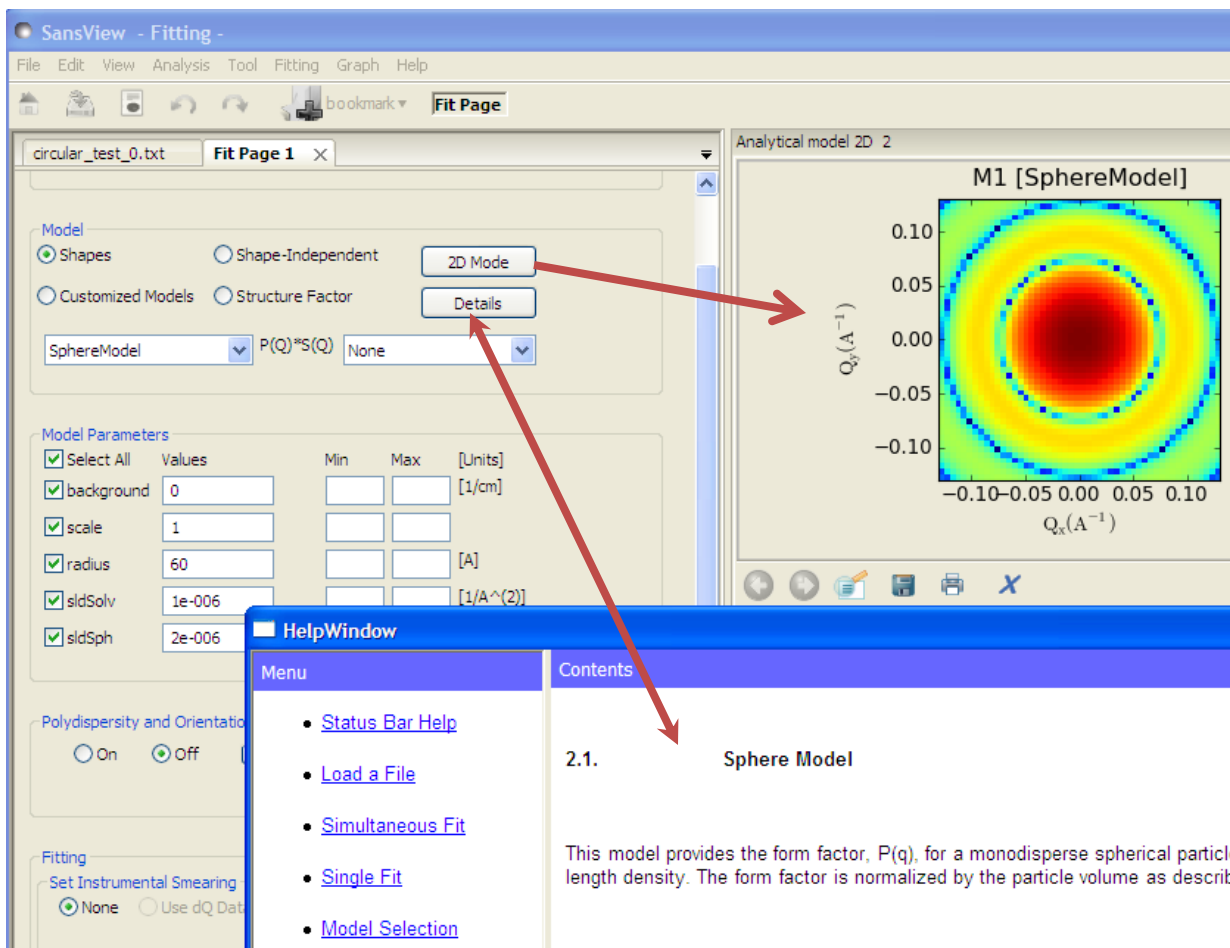 SansView - Fitting -
File Edit View Analysis Tool Fitting Graph Help
bookmark Fit Page
circular_test_0.txt Fit Page 1
Model
Shapes Shape-Independent 2D Mode
Customized Models Structure Factor Details
SphereModel P(Q)*S(Q) None
Model Parameters
Select All Values Min Max [Units]
background 0 [1/cm]
scale 1
radius 60 [A]
sldSolv 1e-006 [1/A^(2)]
sldSph 2e-006
Polydispersity and Orientatio
On Off
Fitting
Set Instrumental Smearing
None Use dQ Dat
Analytical model 2D 2
M1 [SphereModel]
0.10
0.05
0.00
−0.05
−0.10
Qy(A⁻¹)
−0.10 −0.05 0.00 0.05 0.10
Qx(A⁻¹)
HelpWindow
Menu
Status Bar Help
Load a File
Simultaneous Fit
Single Fit
Model Selection
Contents
2.1. Sphere Model
This model provides the form factor, P(q), for a monodisperse spherical particl
length density. The form factor is normalized by the particle volume as describ